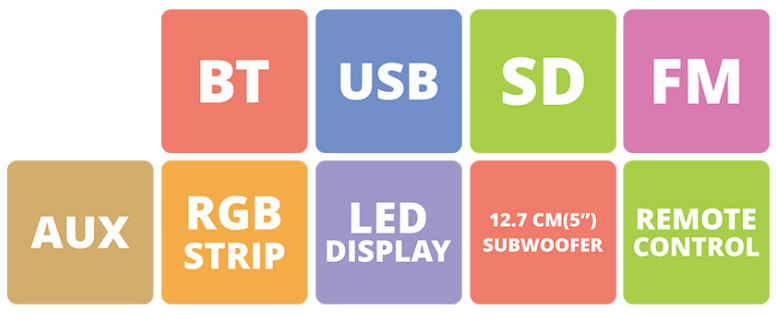 BT
USB
SD
FM
AUX
RGB
STRIP
LED
DISPLAY
12.7 CM(5”)
SUBWOOFER
REMOTE
CONTROL